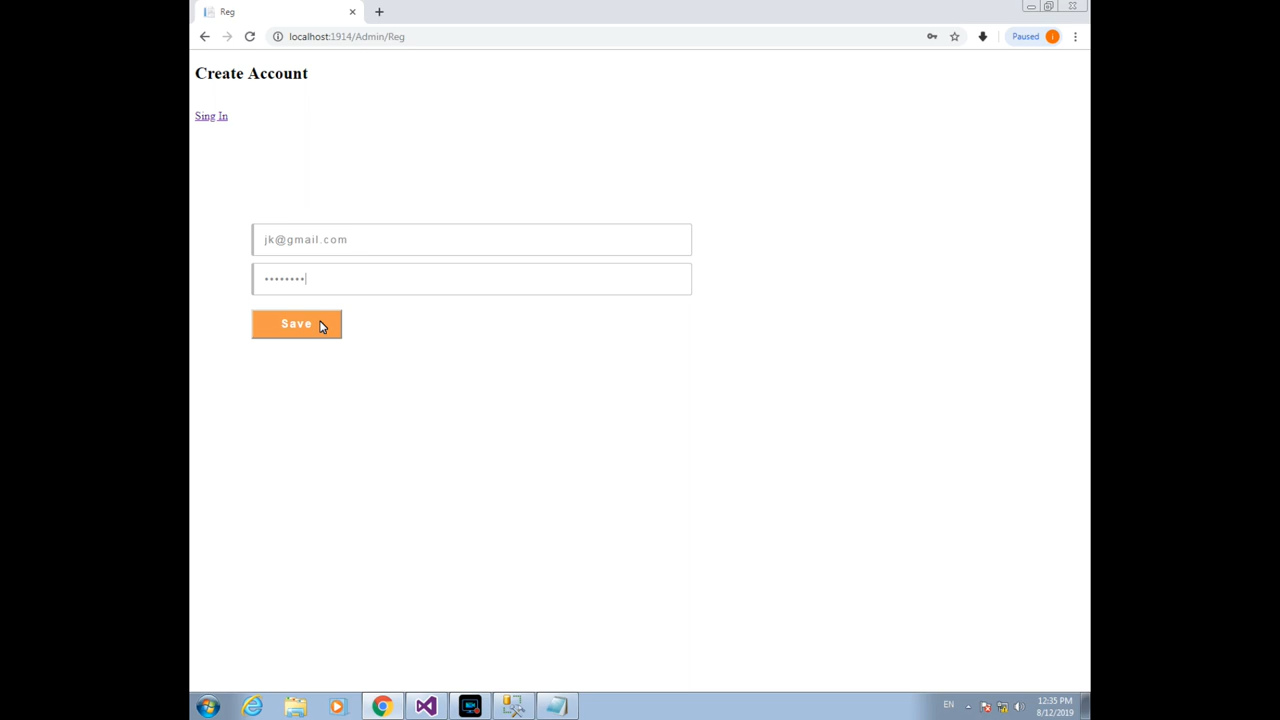 Reg
localhost:1914/Admin/Reg
Paused i
Create Account
Sing In
jk@gmail.com
••••••••
Save
EN
12:35 PM
8/12/2019